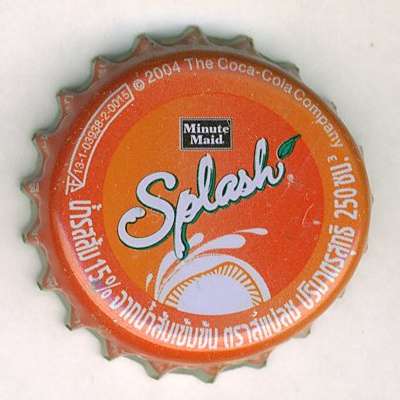 © 2004 The Coca-Cola Company
13-1-03938-2-0015
Minute
Maid
Splash
น้ำรสส้ม 15% จากน้ำส้มเข้มข้น ตราสแปลช ปริมาตรสุทธิ 250 ซม.³